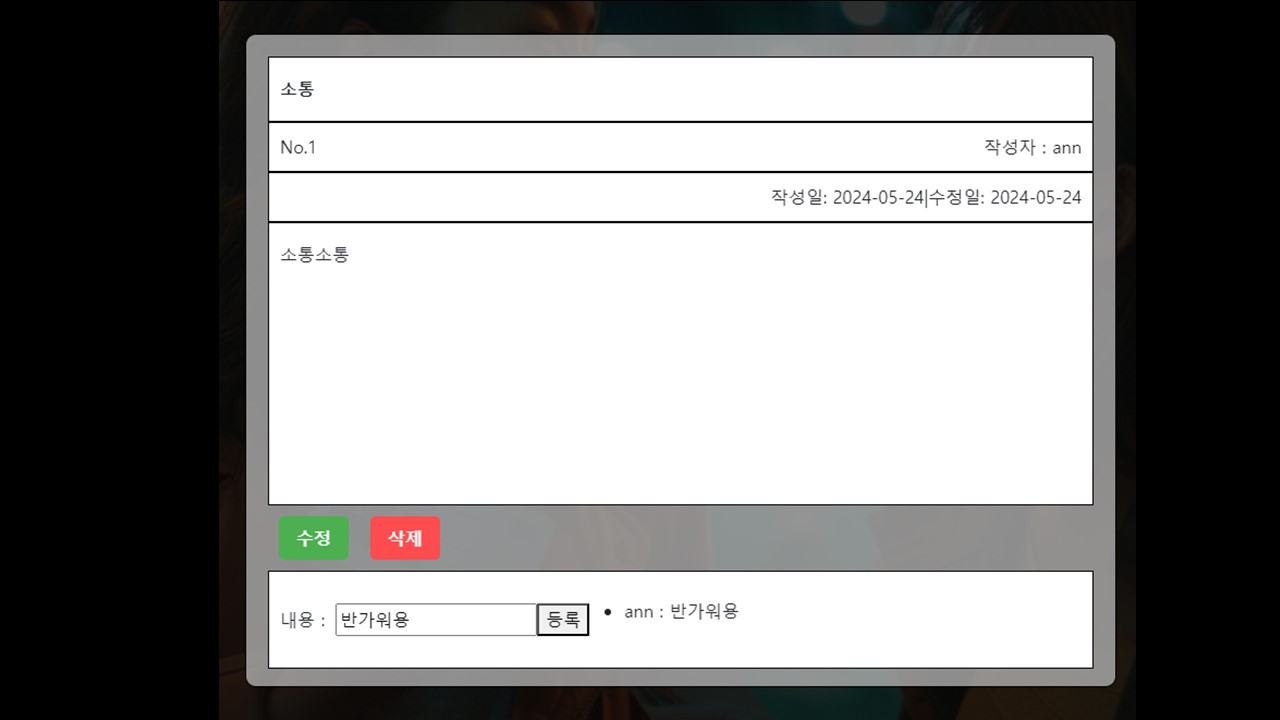 소통
No.1 작성자 : ann
작성일: 2024-05-24|수정일: 2024-05-24
소통소통
수정 삭제
내용 : 반가워용 등록 • ann : 반가워용